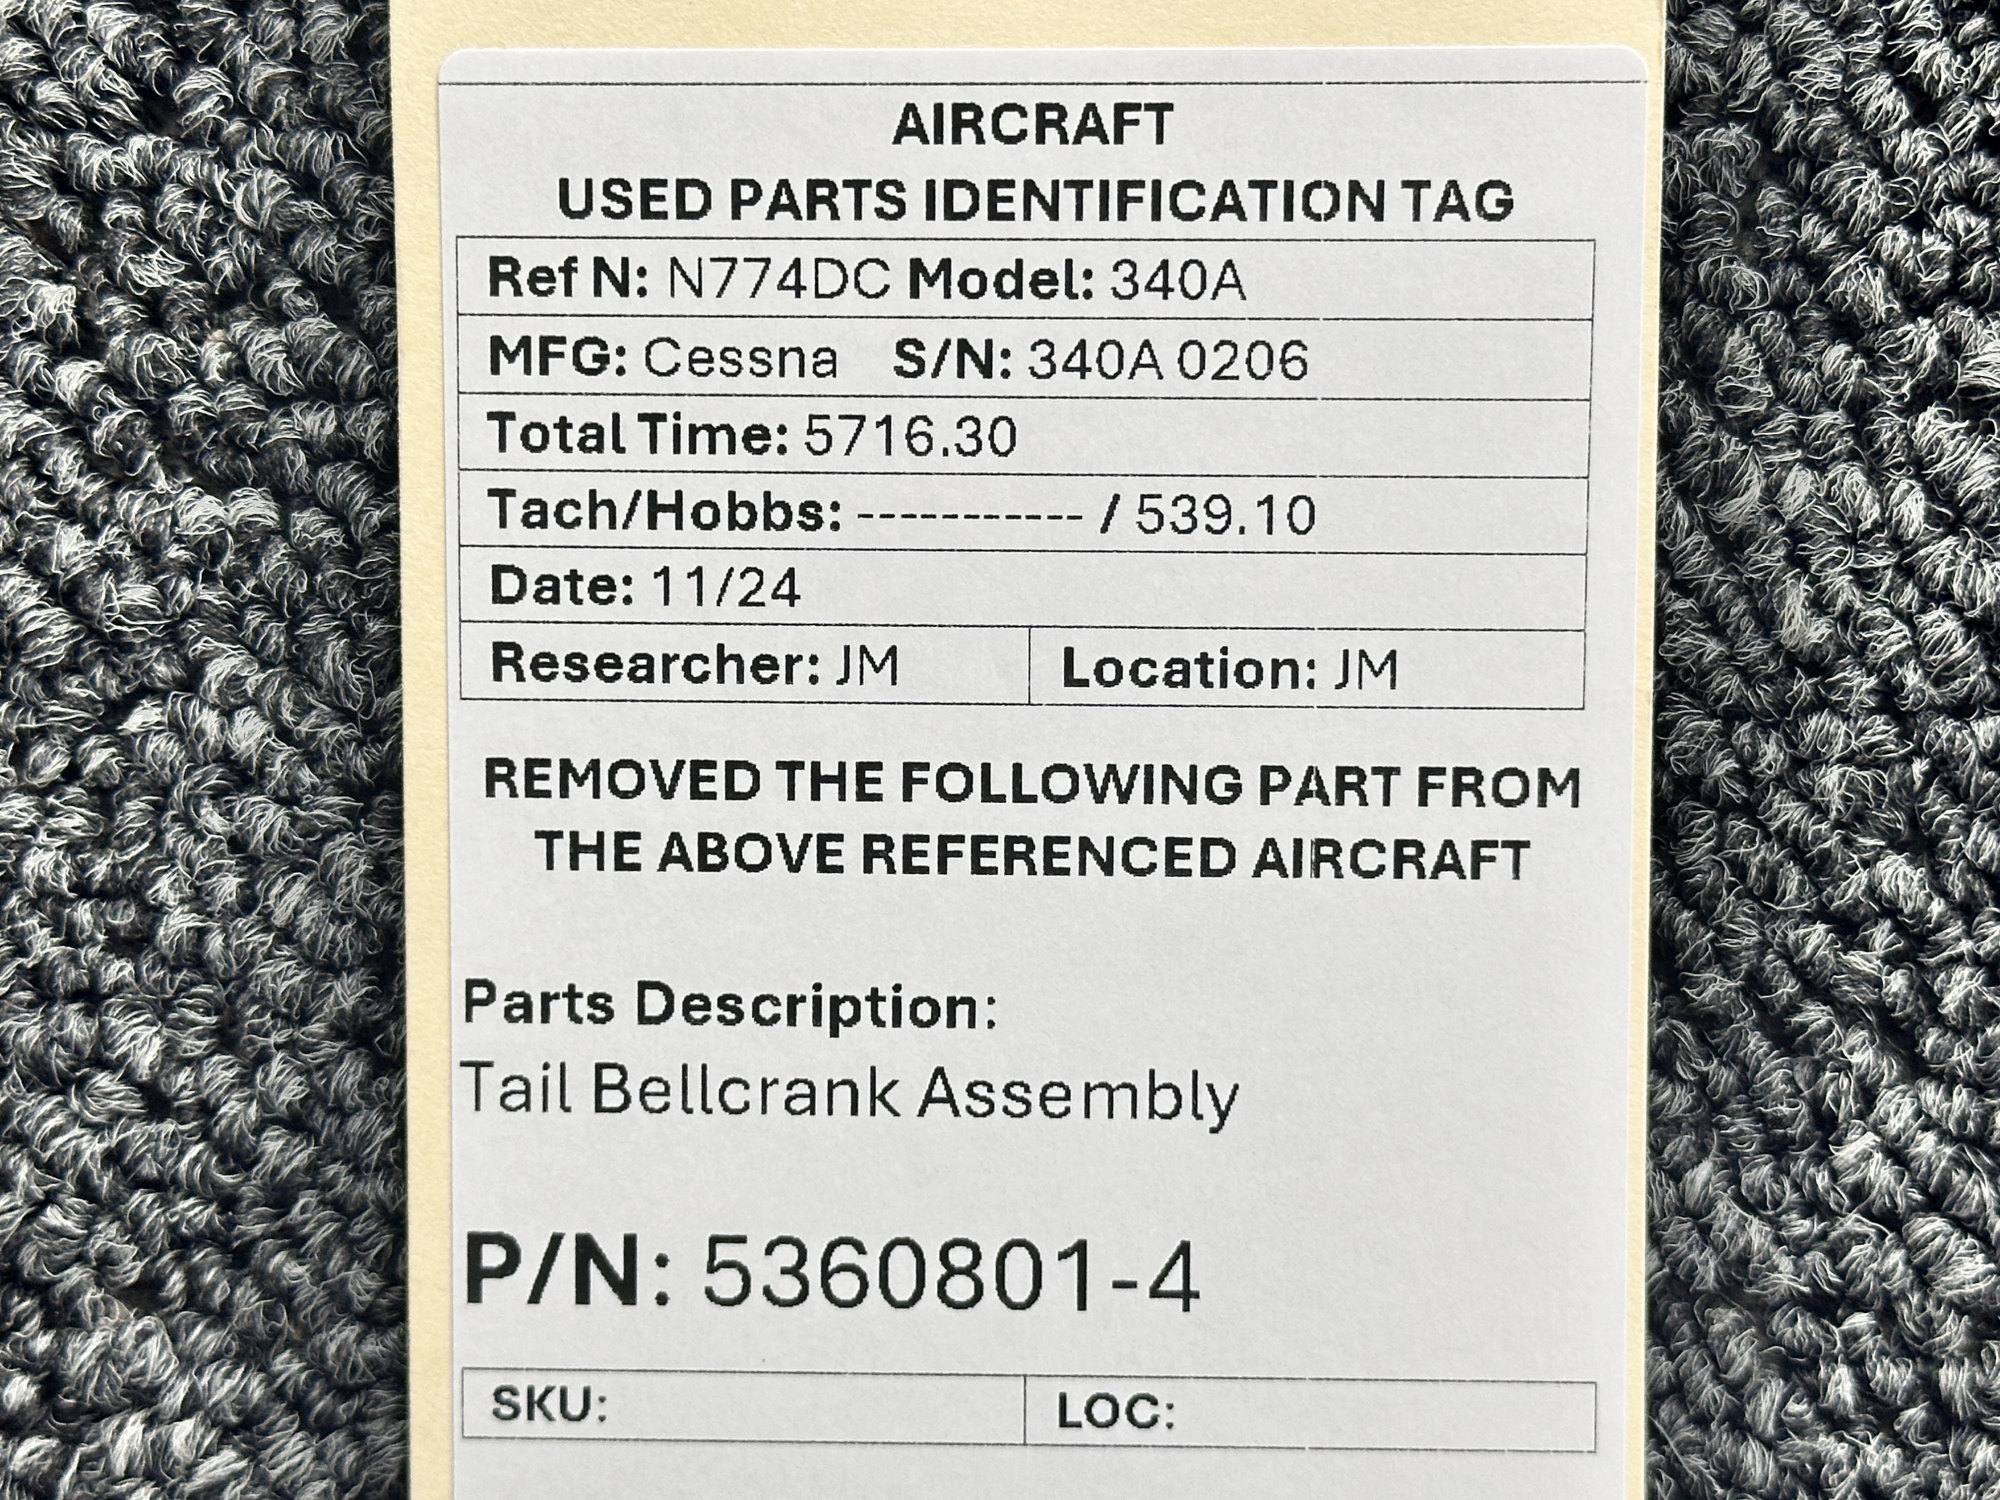 AIRCRAFT
USED PARTS IDENTIFICATION TAG
Ref N: N774DC Model: 340A
MFG: Cessna S/N: 340A 0206
Total Time: 5716.30
Tach/Hobbs: ----------- / 539.10
Date: 11/24
Researcher: JM Location: JM
REMOVED THE FOLLOWING PART FROM
THE ABOVE REFERENCED AIRCRAFT
Parts Description:
Tail Bellcrank Assembly
P/N: 5360801-4
SKU: LOC: